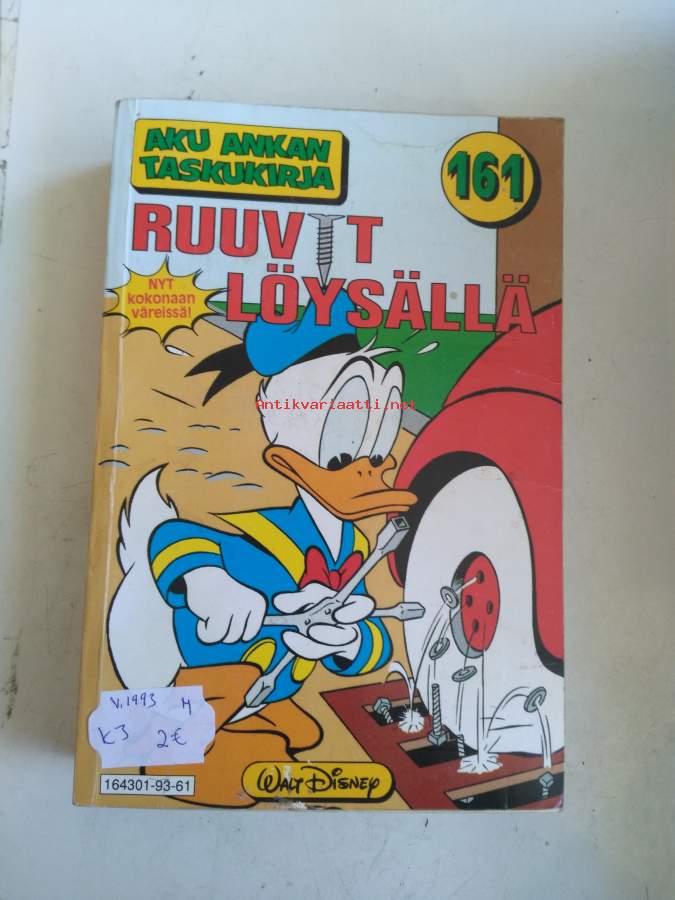 AKU ANKAN
TASKUKIRJA
161
RUUVIT
LÖYSÄLLÄ
NYT
kokonaan
väreissä!
Antikvariaatti.net
V. 1993 M
K3 2€
164301-93-61
WALT DISNEY